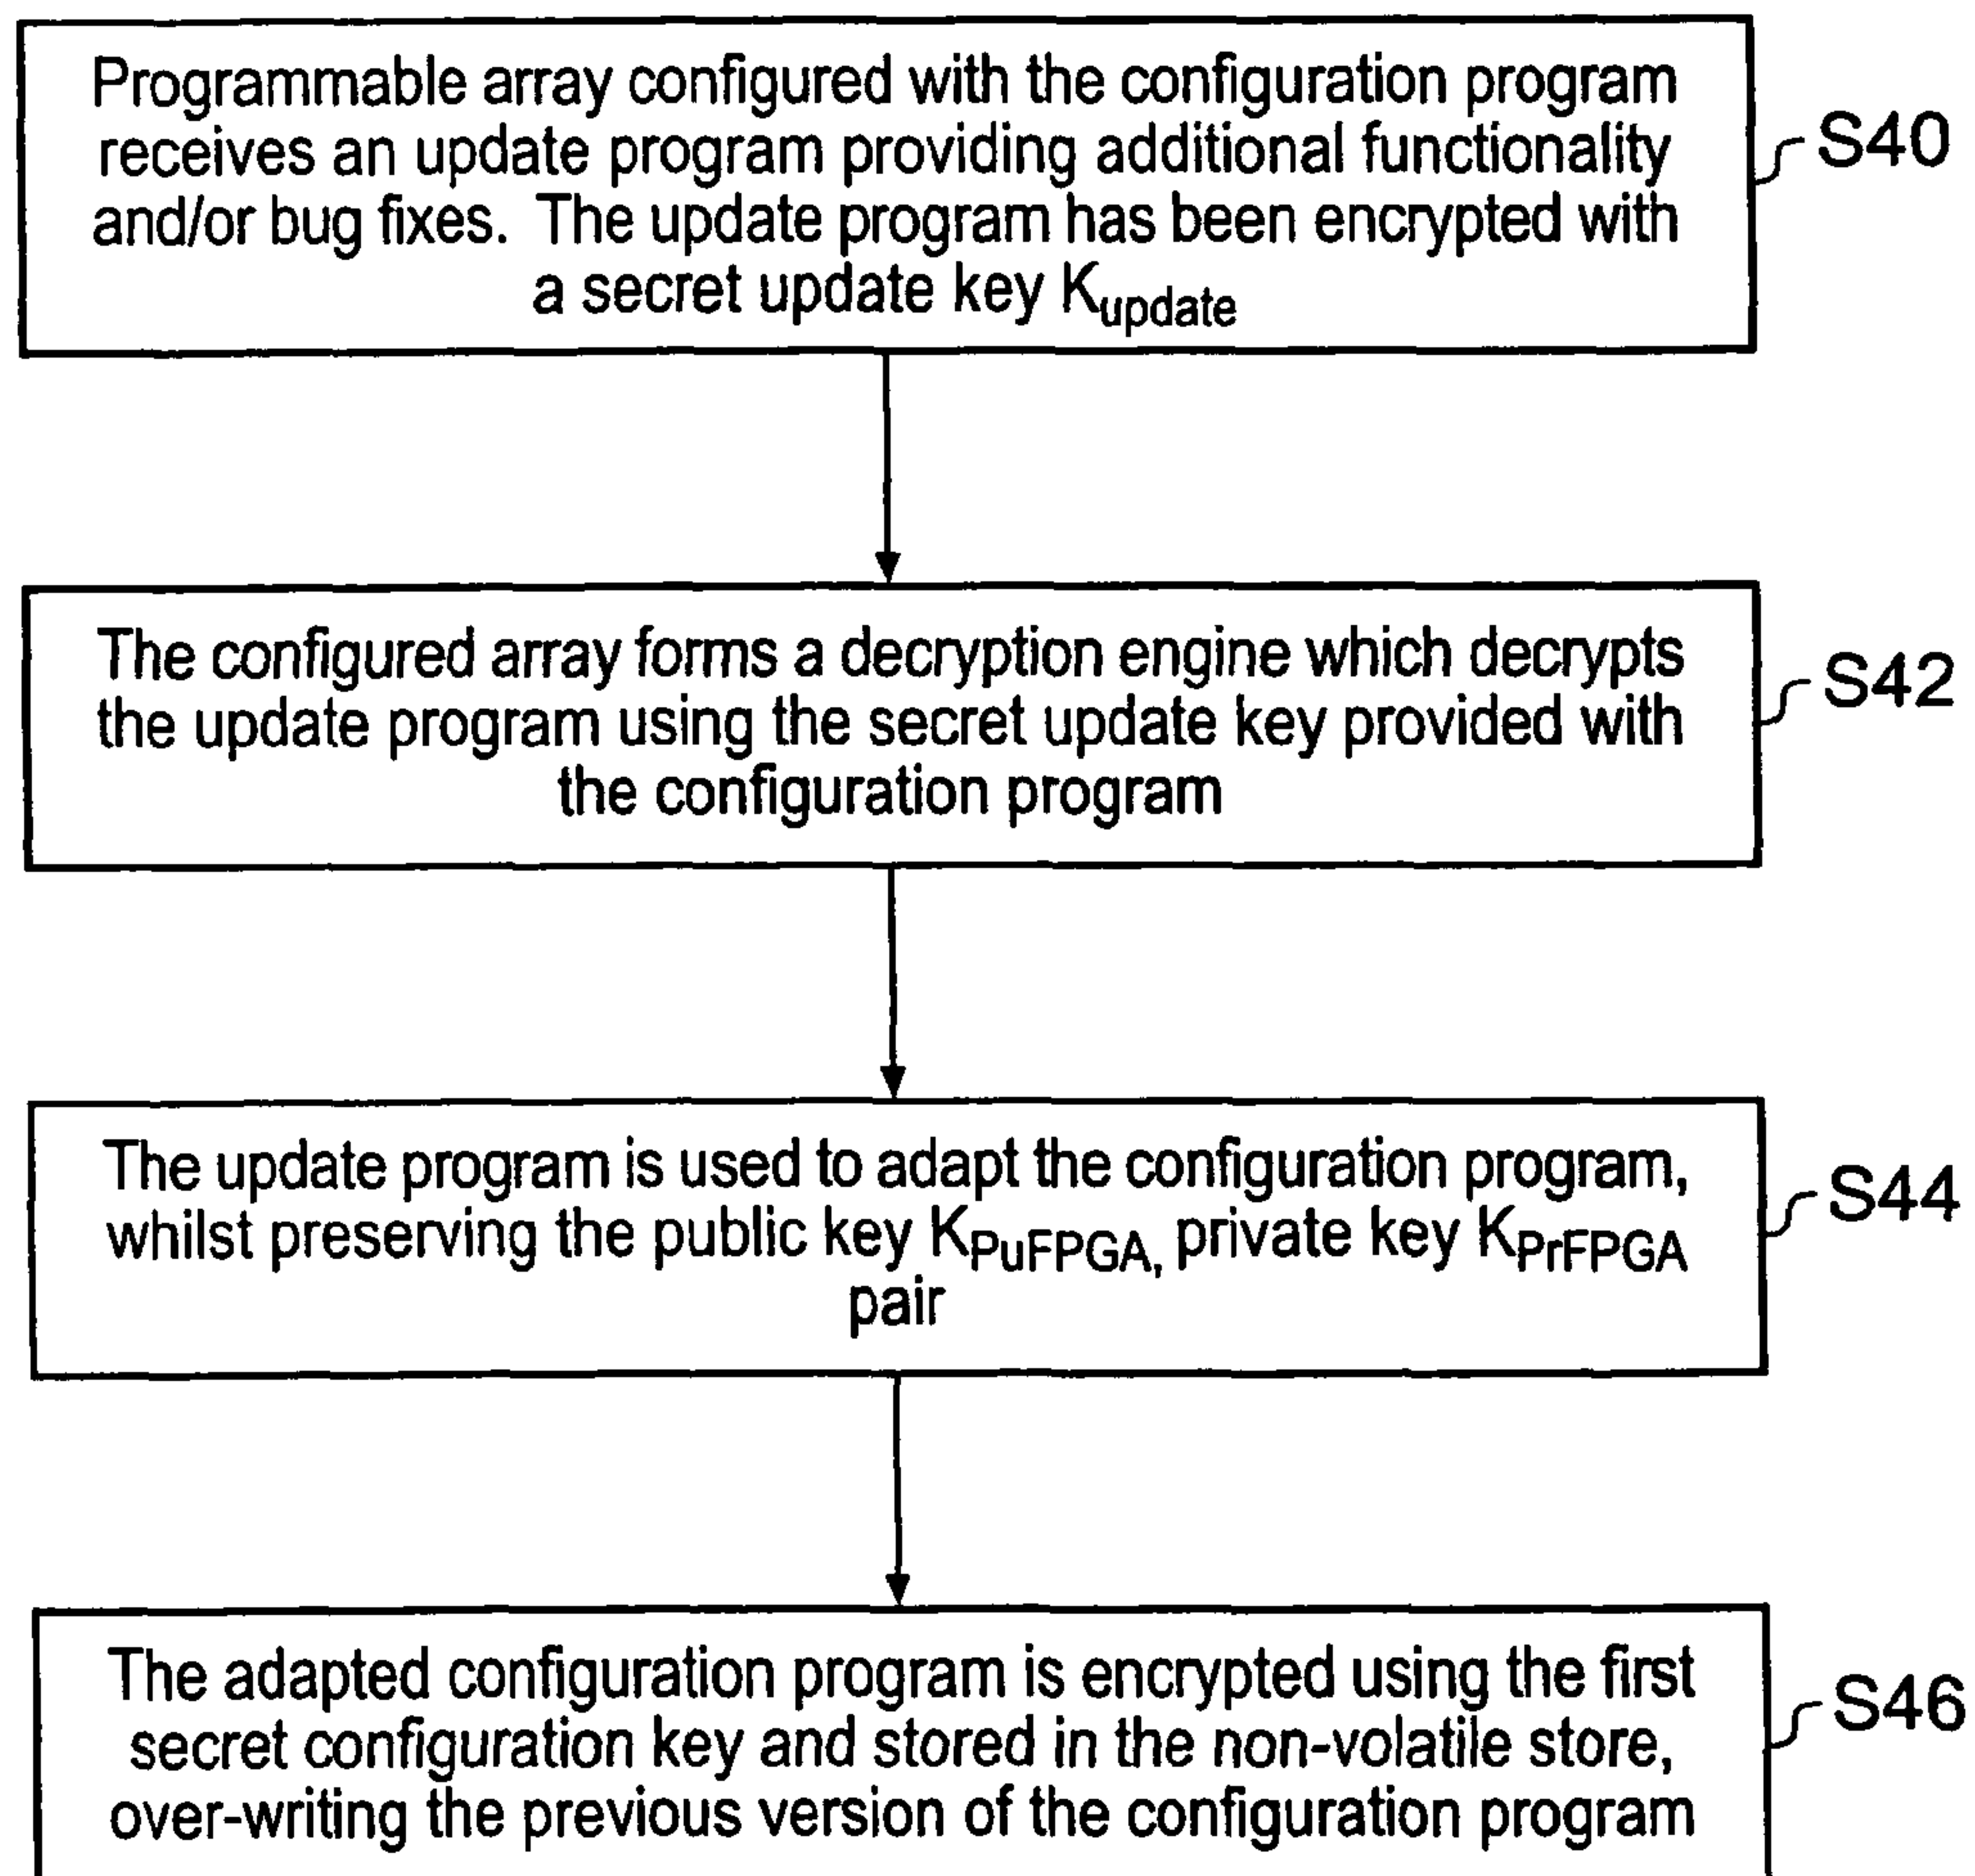 Programmable array configured with the configuration program
receives an update program providing additional functionality
and/or bug fixes.  The update program has been encrypted with
a secret update key Kupdate
S40
The configured array forms a decryption engine which decrypts
the update program using the secret update key provided with
the configuration program
S42
The update program is used to adapt the configuration program,
whilst preserving the public key KPuFPGA, private key KPrFPGA
pair
S44
The adapted configuration program is encrypted using the first
secret configuration key and stored in the non-volatile store,
over-writing the previous version of the configuration program
S46